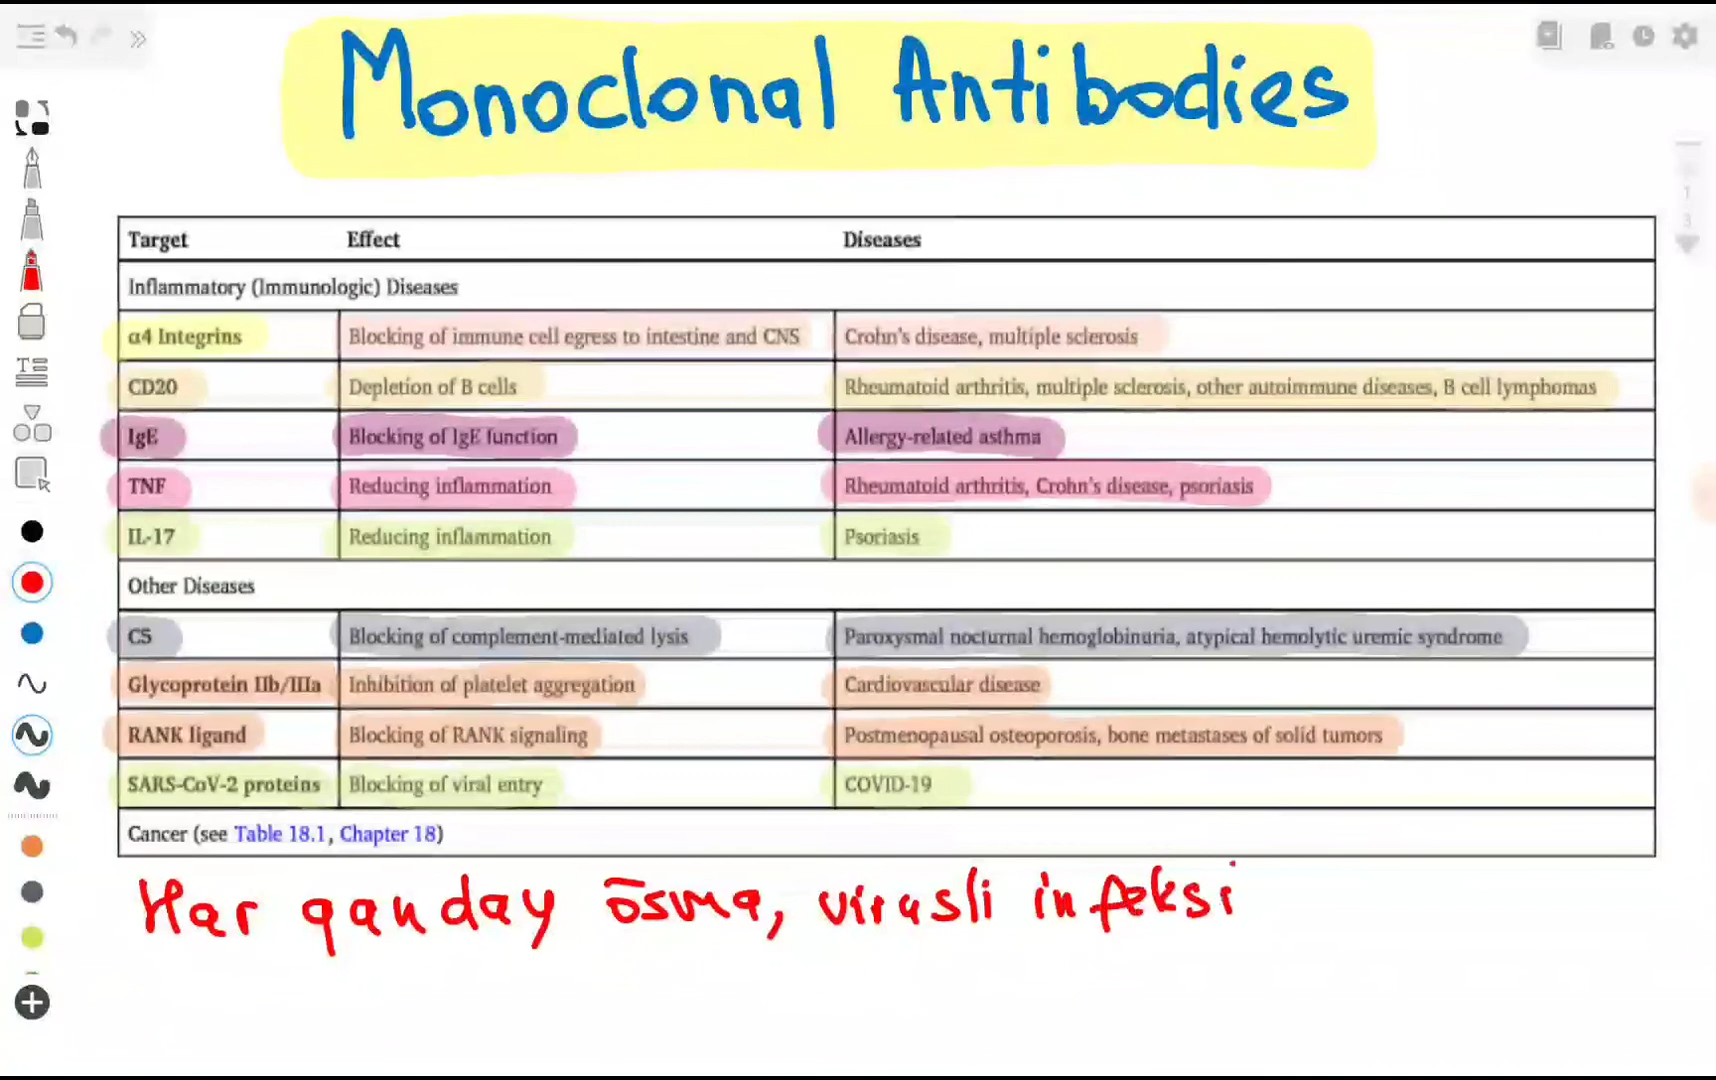 Monoclonal Antibodies
Target Effect Diseases
Inflammatory (Immunologic) Diseases
α4 Integrins Blocking of immune cell egress to intestine and CNS Crohn's disease, multiple sclerosis
CD20 Depletion of B cells Rheumatoid arthritis, multiple sclerosis, other autoimmune diseases, B cell lymphomas
IgE Blocking of IgE function Allergy-related asthma
TNF Reducing inflammation Rheumatoid arthritis, Crohn's disease, psoriasis
IL-17 Reducing inflammation Psoriasis
Other Diseases
C5 Blocking of complement-mediated lysis Paroxysmal nocturnal hemoglobinuria, atypical hemolytic uremic syndrome
Glycoprotein IIb/IIIa Inhibition of platelet aggregation Cardiovascular disease
RANK ligand Blocking of RANK signaling Postmenopausal osteoporosis, bone metastases of solid tumors
SARS-CoV-2 proteins Blocking of viral entry COVID-19
Cancer (see Table 18.1, Chapter 18)
Har qanday ōsma, virusli infeksi